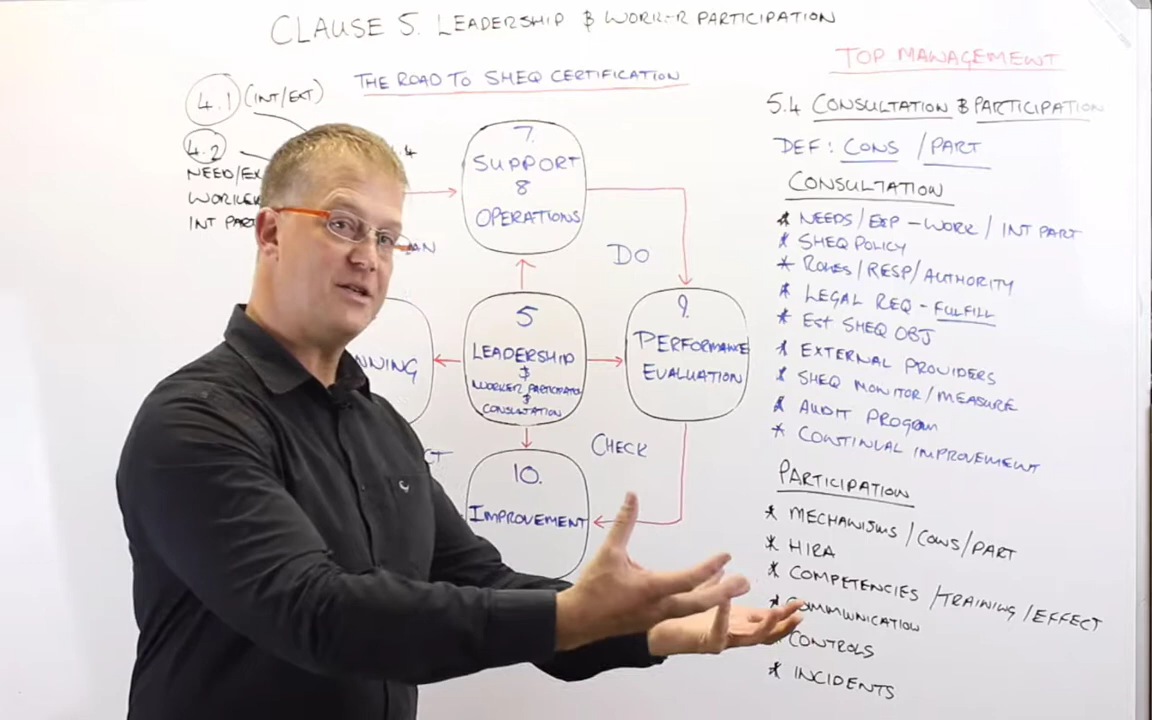 CLAUSE 5. LEADERSHIP & WORKER PARTICIPATION
THE ROAD TO SHEQ CERTIFICATION
4.1 (INT/EXT)
4.2
NEED/EX
WORKER
INT PART
7.
SUPPORT
8
OPERATIONS
DO
5
LEADERSHIP
&
WORKER PARTICIPATION
&
CONSULTATION
9.
PERFORMANCE
EVALUATION
CHECK
10.
IMPROVEMENT
TOP MANAGEMENT
5.4 CONSULTATION & PARTICIPATION
DEF: CONS / PART
CONSULTATION
* NEEDS/EXP - WORK / INT PART
* SHEQ POLICY
* ROLES/RESP/AUTHORITY
* LEGAL REQ - FULFILL
* EST SHEQ OBJ
* EXTERNAL PROVIDERS
* SHEQ MONITOR/MEASURE
* AUDIT PROGRAM
* CONTINUAL IMPROVEMENT
PARTICIPATION
* MECHANISMS / CONS/PART
* HIRA
* COMPETENCIES /TRAINING / EFFECT
* COMMUNICATION
* CONTROLS
* INCIDENTS